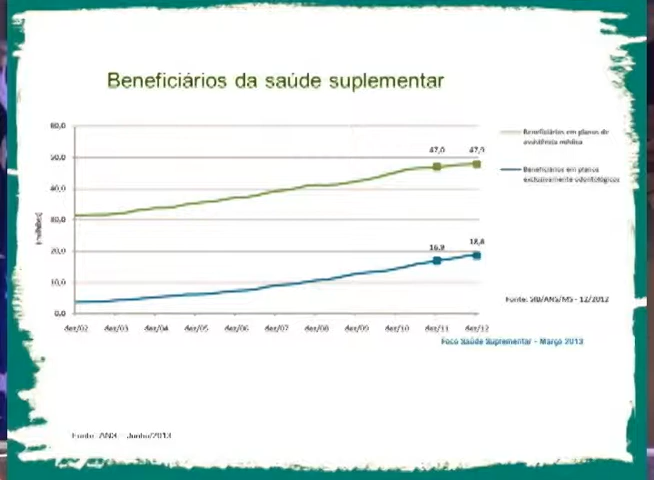 Beneficiários da saúde suplementar
60,0
50,0
40,0
30,0
20,0
10,0
0,0
(milhões)
47,0
47,9
16,9
18,6
dez/02
dez/03
dez/04
dez/05
dez/06
dez/07
dez/08
dez/09
dez/10
dez/11
dez/12
Beneficiários em planos de
assistência médica
Beneficiários em planos
exclusivamente odontológicos
Fonte: SIB/ANS/MS - 12/2012
Foco Saúde Suplementar - Março 2013
Junho/2013